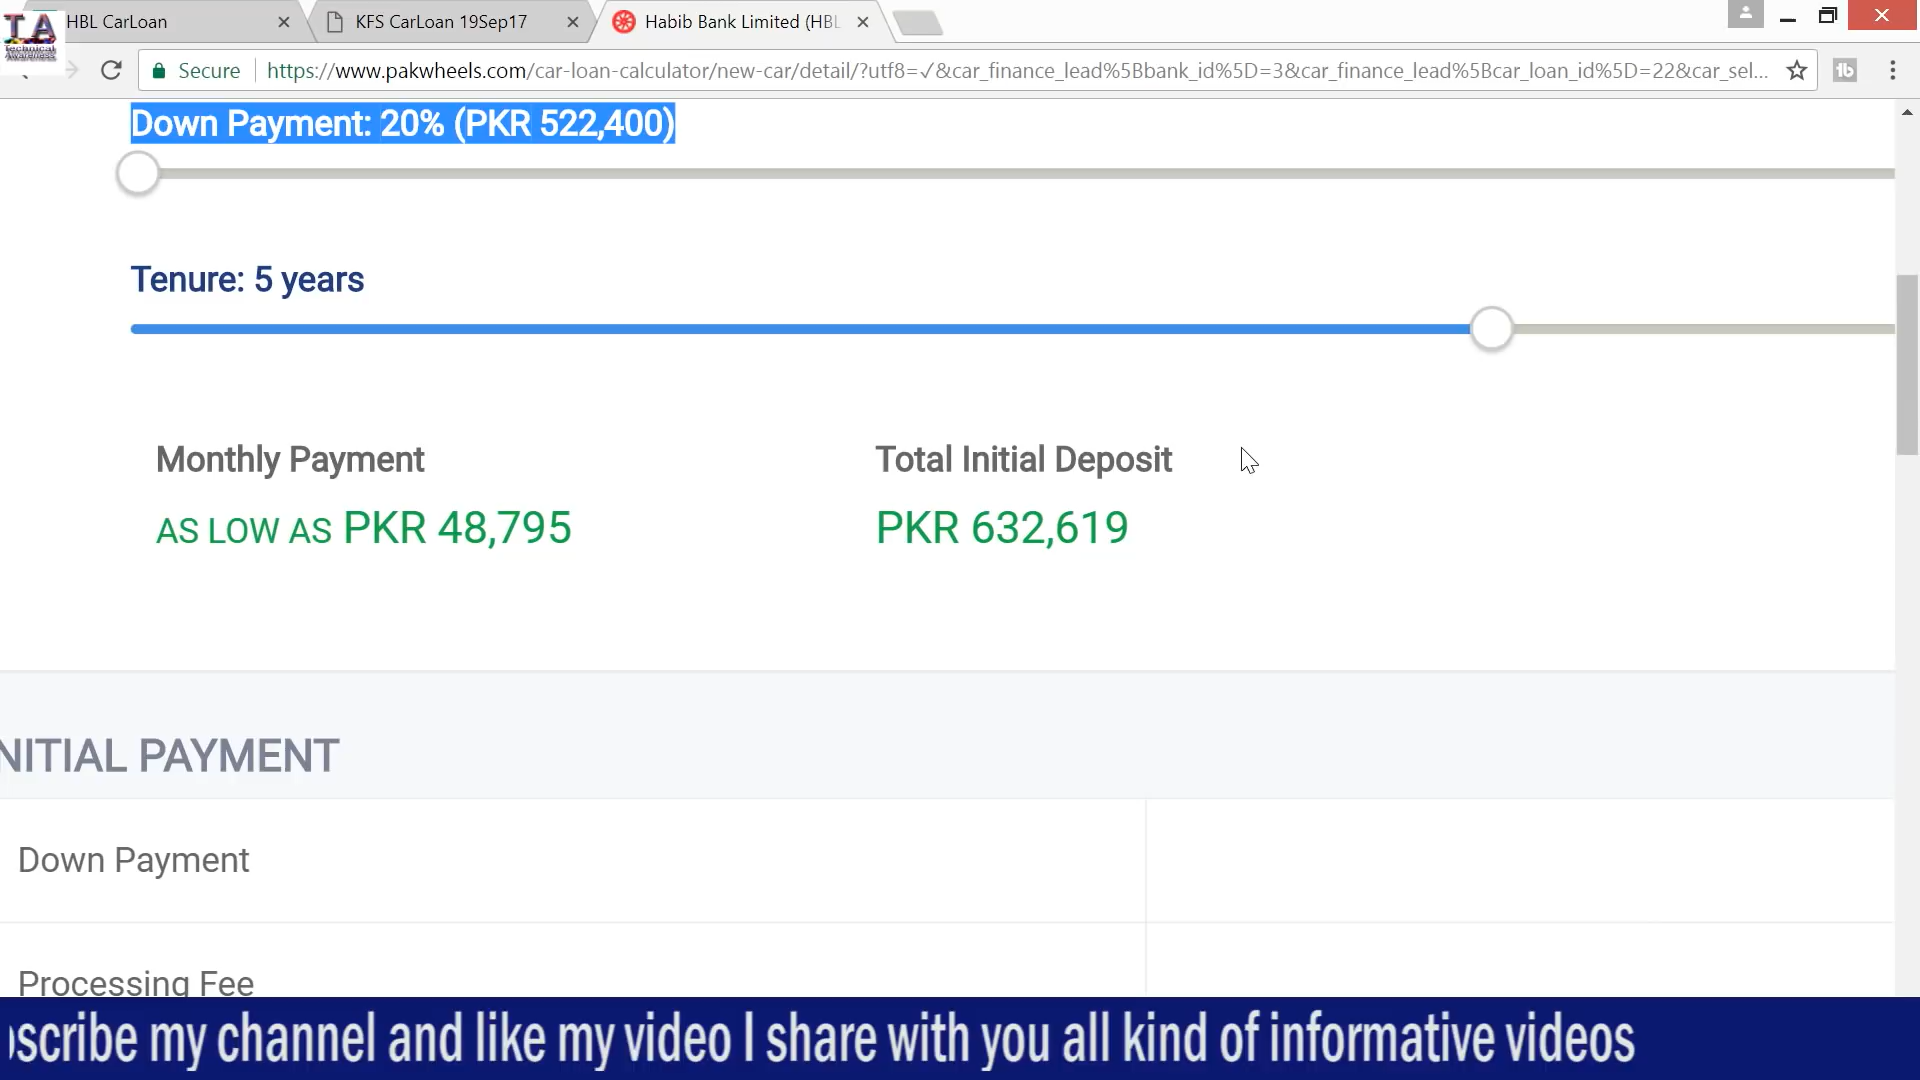 HBL CarLoan
KFS CarLoan 19Sep17
Habib Bank Limited (HBL
TA
Technical
Awareness
Secure
https://www.pakwheels.com/car-loan-calculator/new-car/detail/?utf8=✓&car_finance_lead%5Bbank_id%5D=3&car_finance_lead%5Bcar_loan_id%5D=22&car_sel...
Down Payment: 20% (PKR 522,400)
Tenure: 5 years
Monthly Payment
Total Initial Deposit
AS LOW AS PKR 48,795
PKR 632,619
NITIAL PAYMENT
Down Payment
Processing Fee
scribe my channel and like my video I share with you all kind of informative videos